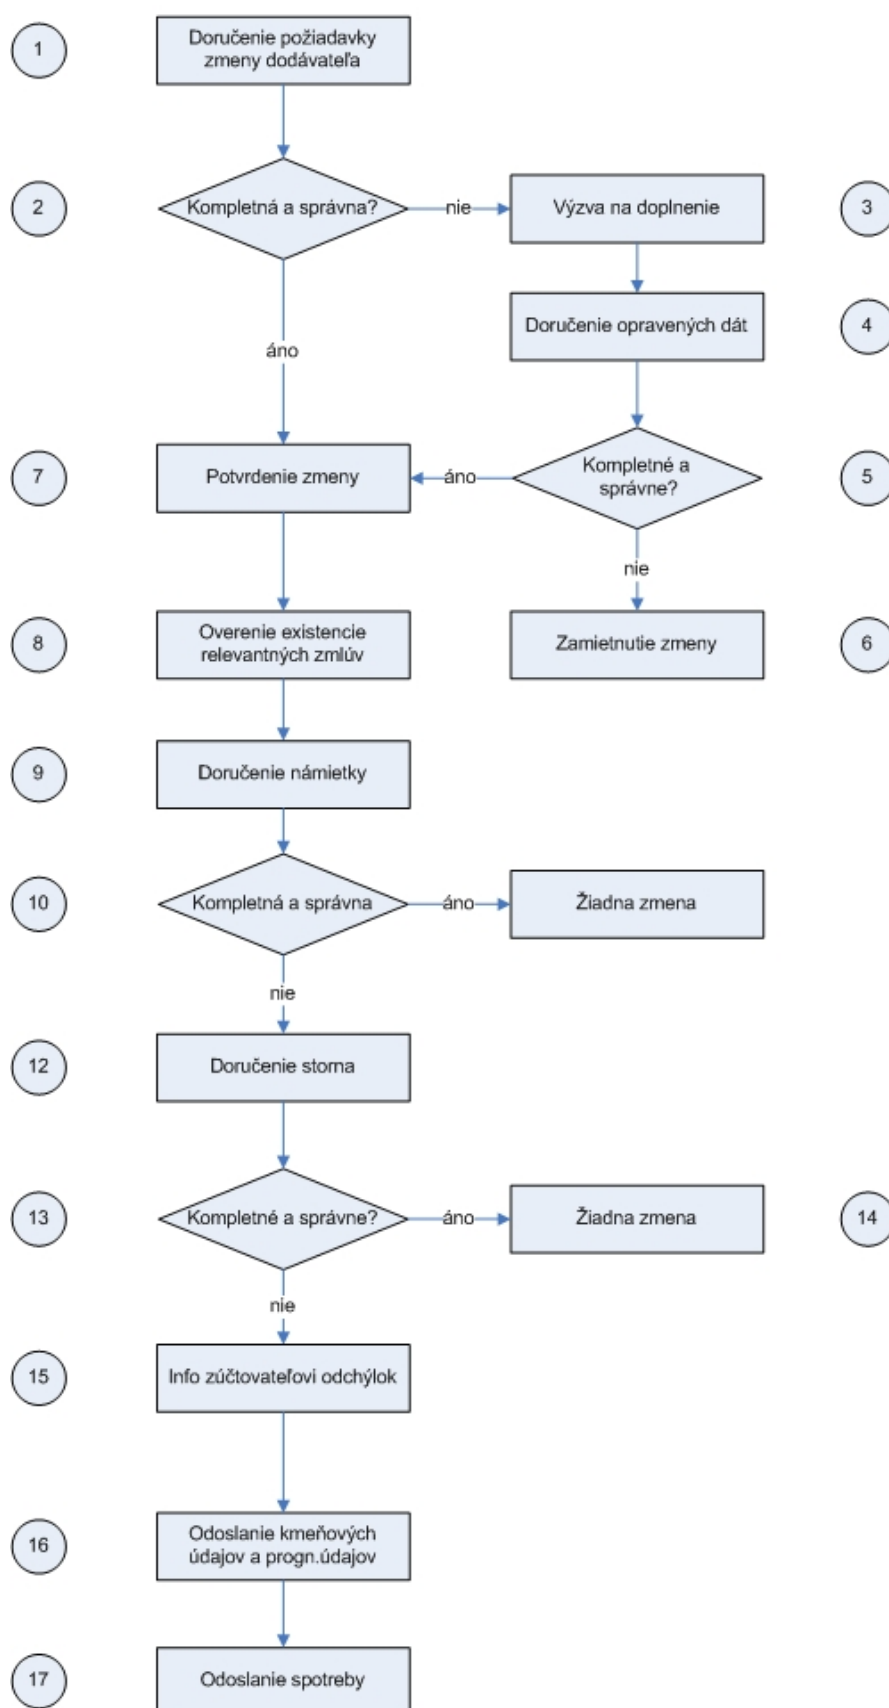 1
Doručenie požiadavky
zmeny dodávateľa
2
Kompletná a správna?
nie
Výzva na doplnenie
3
Doručenie opravených dát
4
áno
7
Potvrdenie zmeny
áno
Kompletné a
správne?
5
nie
8
Overenie existencie
relevantných zmlúv
Zamietnutie zmeny
6
9
Doručenie námietky
10
Kompletná a správna
áno
Žiadna zmena
nie
12
Doručenie storna
13
Kompletné a správne?
áno
Žiadna zmena
14
nie
15
Info zúčtovateľovi odchýlok
16
Odoslanie kmeňových
údajov a progn.údajov
17
Odoslanie spotreby